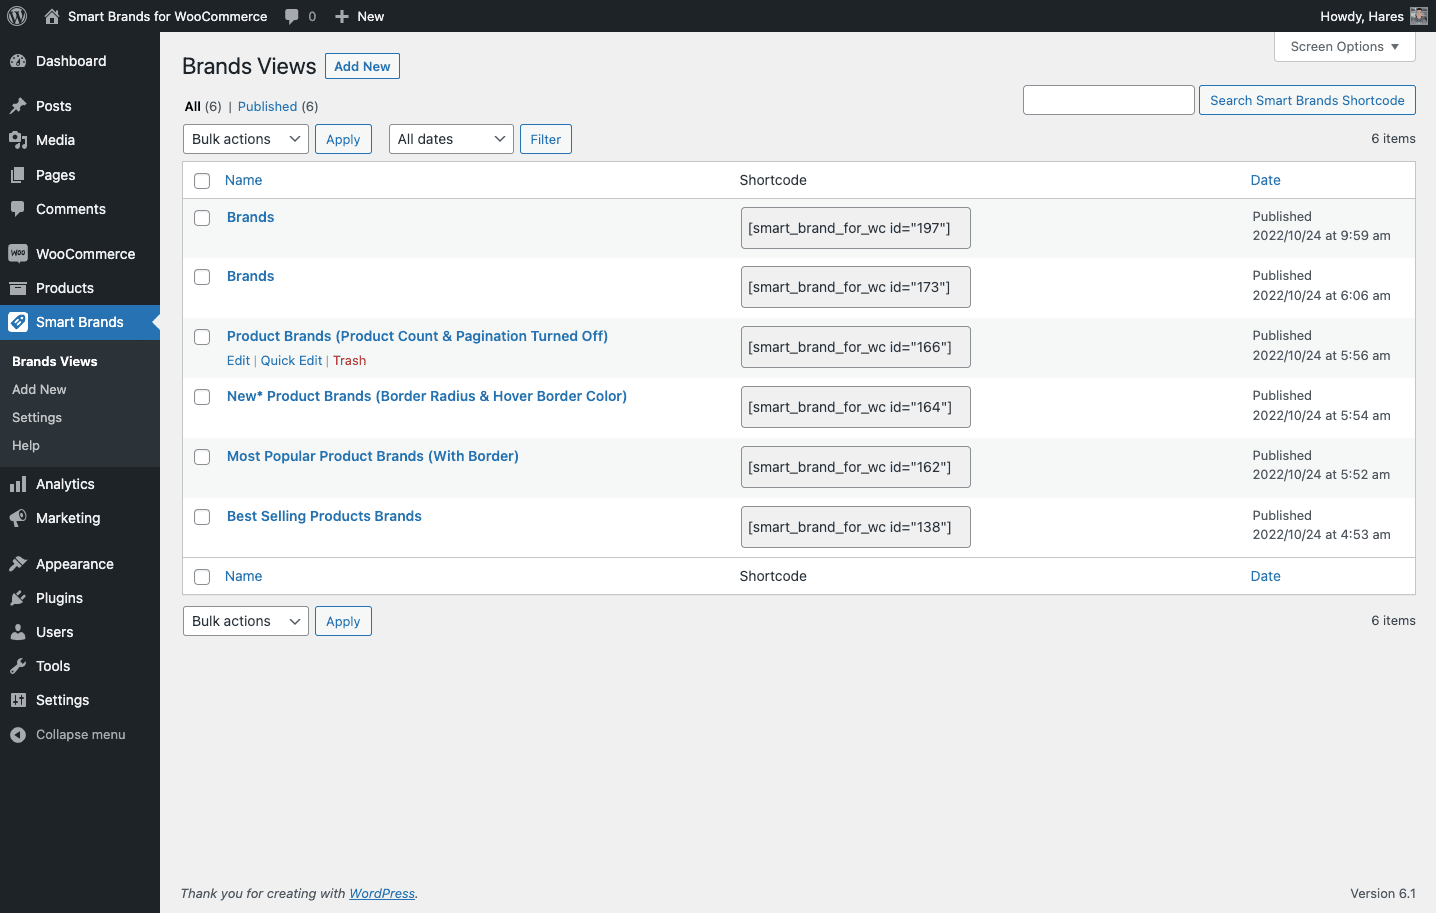 Smart Brands for WooCommerce 0 New Howdy, Hares
Dashboard
Posts
Media
Pages
Comments
WOO WooCommerce
Products
Smart Brands
Brands Views
Add New
Settings
Help
Analytics
Marketing
Appearance
Plugins
Users
Tools
Settings
Collapse menu
Screen Options ▼
Brands Views Add New
All (6) | Published (6)
Search Smart Brands Shortcode
Bulk actions Apply All dates Filter 6 items
Name Shortcode Date
Brands [smart_brand_for_wc id="197"] Published
2022/10/24 at 9:59 am
Brands [smart_brand_for_wc id="173"] Published
2022/10/24 at 6:06 am
Product Brands (Product Count & Pagination Turned Off) [smart_brand_for_wc id="166"] Published
Edit | Quick Edit | Trash 2022/10/24 at 5:56 am
New* Product Brands (Border Radius & Hover Border Color) [smart_brand_for_wc id="164"] Published
2022/10/24 at 5:54 am
Most Popular Product Brands (With Border) [smart_brand_for_wc id="162"] Published
2022/10/24 at 5:52 am
Best Selling Products Brands [smart_brand_for_wc id="138"] Published
2022/10/24 at 4:53 am
Name Shortcode Date
Bulk actions Apply 6 items
Thank you for creating with WordPress. Version 6.1